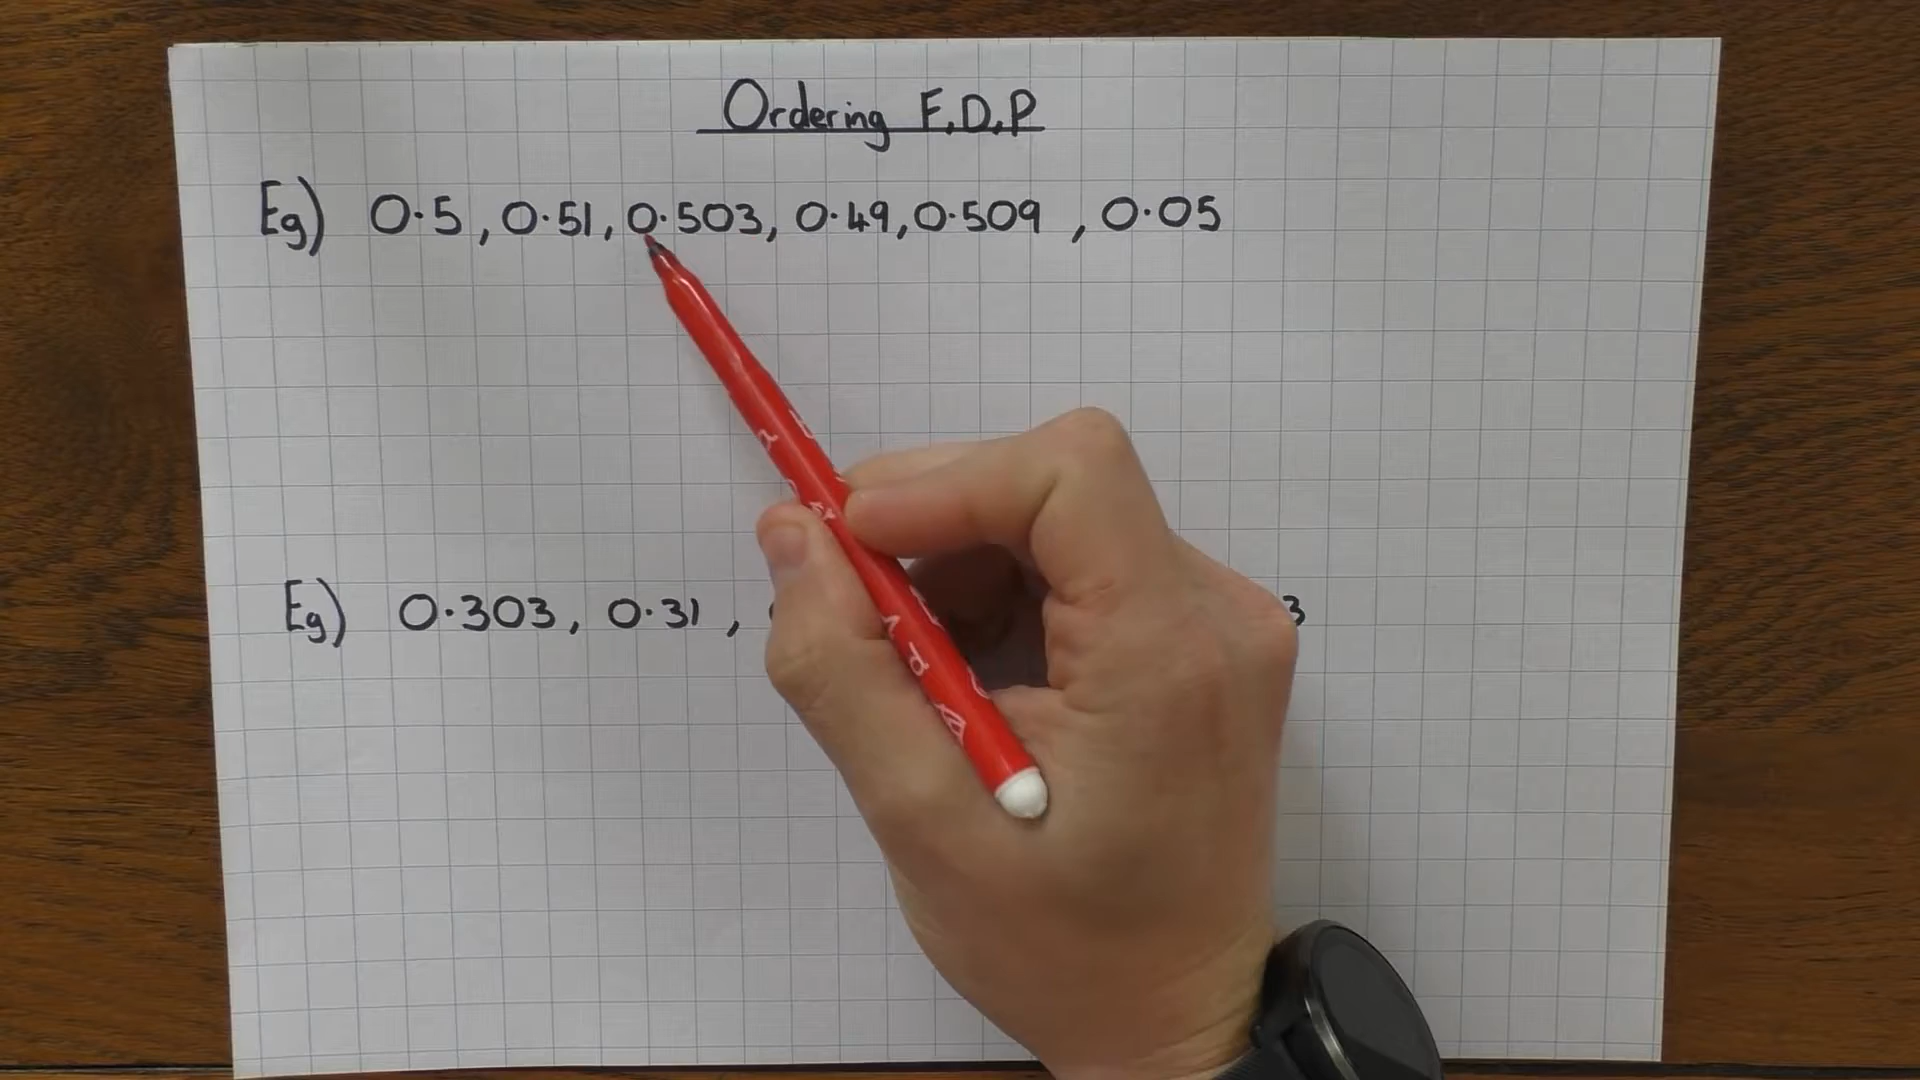 Ordering F.D.P
Eg) 0.5, 0.51, 0.503, 0.49, 0.509, 0.05
Eg) 0.303, 0.31, 3